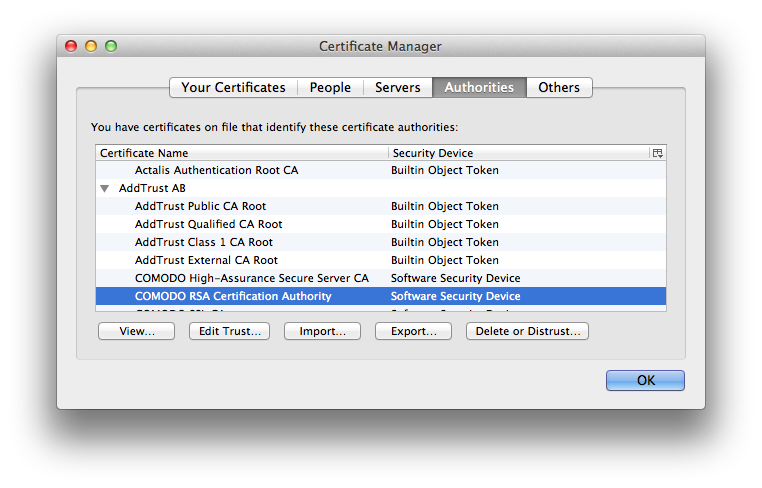 Certificate Manager
Your Certificates People Servers Authorities Others
You have certificates on file that identify these certificate authorities:
Certificate Name Security Device
Actalis Authentication Root CA Builtin Object Token
AddTrust AB
AddTrust Public CA Root Builtin Object Token
AddTrust Qualified CA Root Builtin Object Token
AddTrust Class 1 CA Root Builtin Object Token
AddTrust External CA Root Builtin Object Token
COMODO High-Assurance Secure Server CA Software Security Device
COMODO RSA Certification Authority Software Security Device
View... Edit Trust... Import... Export... Delete or Distrust...
OK